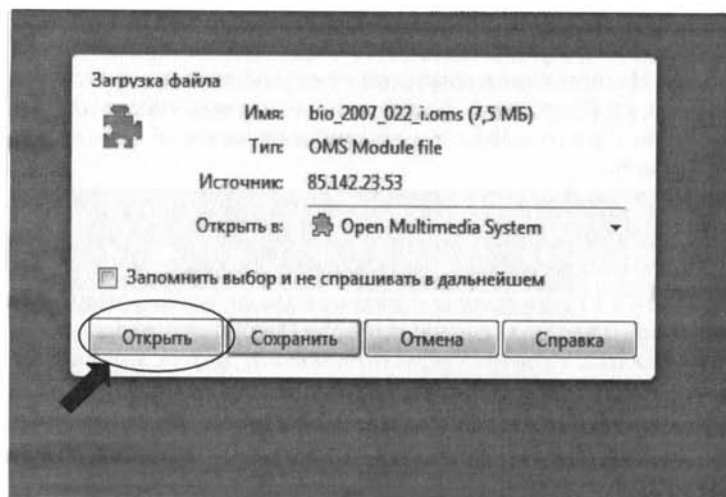 Загрузка файла
Имя: bio_2007_022_i.oms (7,5 МБ)
Тип: OMS Module file
Источник: 85.142.23.53
Открыть в: Open Multimedia System
Запомнить выбор и не спрашивать в дальнейшем
Открыть Сохранить Отмена Справка